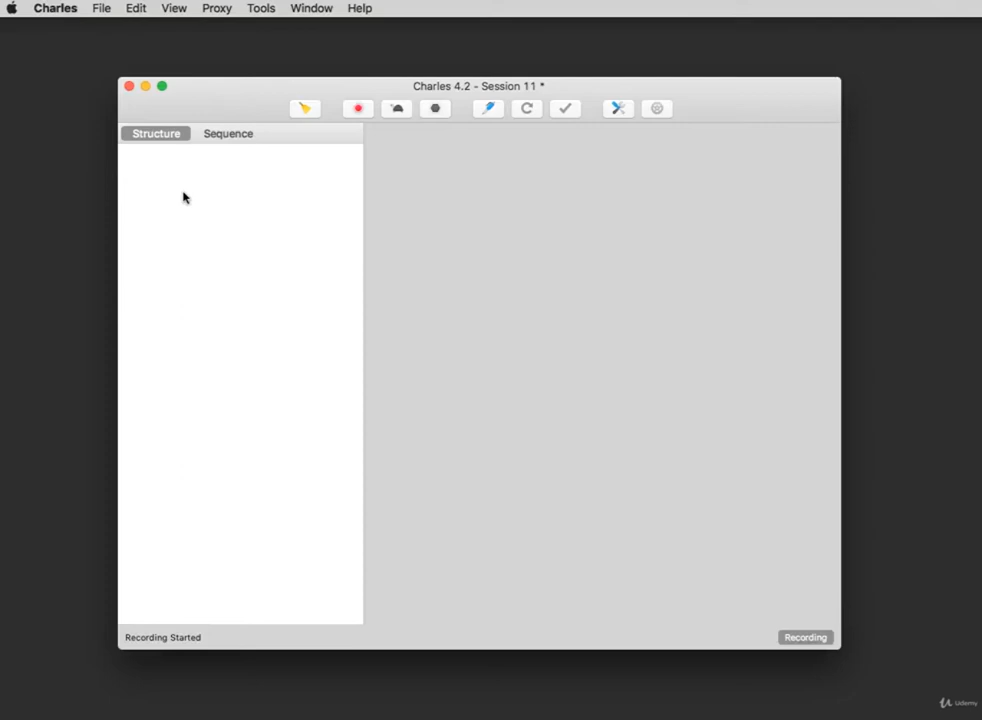 Charles File Edit View Proxy Tools Window Help
Charles 4.2 - Session 11 *
Structure Sequence
Recording Started Recording
Udemy